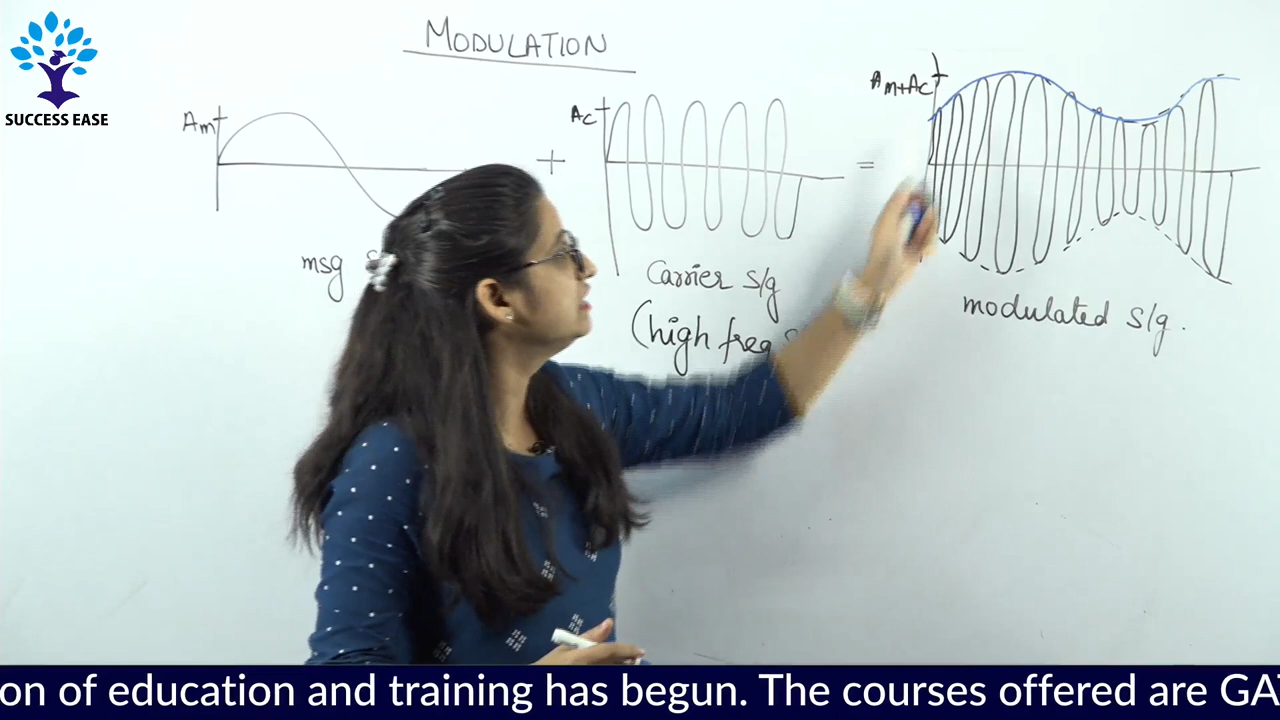 MODULATION
SUCCESS EASE
Am
+
Ac
=
Am+Ac
msg
Carrier s/g
(high freq
modulated s/g.
on of education and training has begun. The courses offered are GA